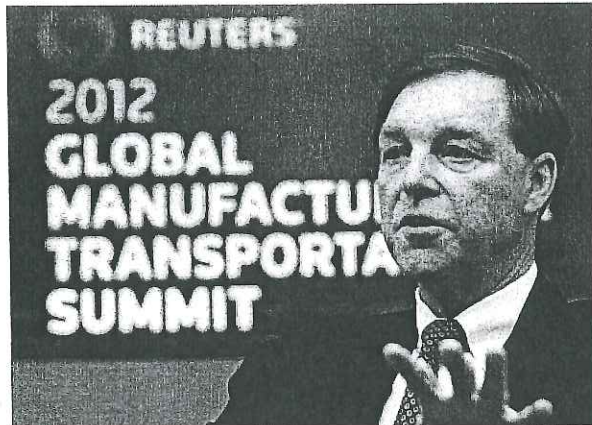 REUTERS
2012
GLOBAL
MANUFACTU
TRANSPORTA
SUMMIT